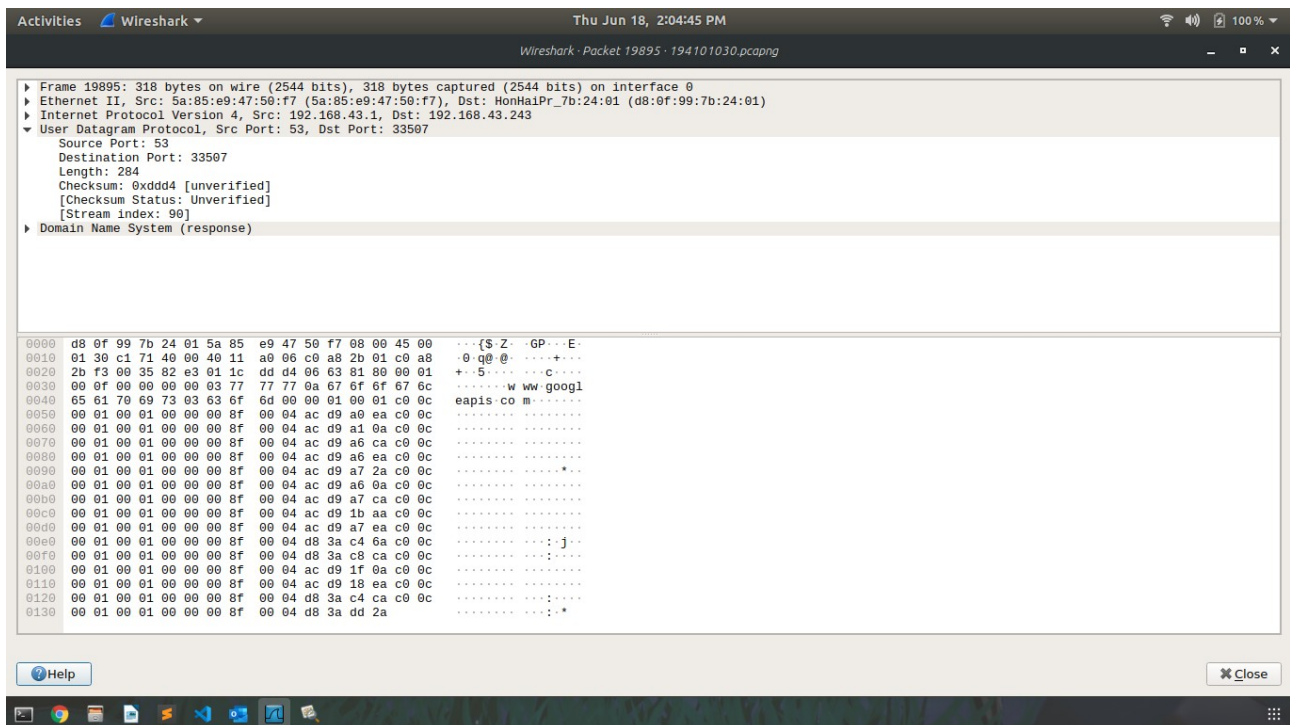 Activities Wireshark ▾ Thu Jun 18, 2:04:45 PM 100 % ▾
Wireshark · Packet 19895 · 194101030.pcapng
Frame 19895: 318 bytes on wire (2544 bits), 318 bytes captured (2544 bits) on interface 0
Ethernet II, Src: 5a:85:e9:47:50:f7 (5a:85:e9:47:50:f7), Dst: HonHaiPr_7b:24:01 (d8:0f:99:7b:24:01)
Internet Protocol Version 4, Src: 192.168.43.1, Dst: 192.168.43.243
User Datagram Protocol, Src Port: 53, Dst Port: 33507
Source Port: 53
Destination Port: 33507
Length: 284
Checksum: 0xddd4 [unverified]
[Checksum Status: Unverified]
[Stream index: 90]
Domain Name System (response)
0000 d8 0f 99 7b 24 01 5a 85 e9 47 50 f7 08 00 45 00 ···{$·Z· ·GP···E·
0010 01 30 c1 71 40 00 40 11 a0 06 c0 a8 2b 01 c0 a8 ·0·q@·@· ····+···
0020 2b f3 00 35 82 e3 01 1c dd d4 06 63 81 80 00 01 +··5···· ···c····
0030 00 0f 00 00 00 00 03 77 77 77 0a 67 6f 6f 67 6c ·······w ww·googl
0040 65 61 70 69 73 03 63 6f 6d 00 00 01 00 01 c0 0c eapis·co m·······
0050 00 01 00 01 00 00 00 8f 00 04 ac d9 a0 ea c0 0c ········ ········
0060 00 01 00 01 00 00 00 8f 00 04 ac d9 a1 0a c0 0c ········ ········
0070 00 01 00 01 00 00 00 8f 00 04 ac d9 a6 ca c0 0c ········ ········
0080 00 01 00 01 00 00 00 8f 00 04 ac d9 a6 ea c0 0c ········ ········
0090 00 01 00 01 00 00 00 8f 00 04 ac d9 a7 2a c0 0c ········ ·····*··
00a0 00 01 00 01 00 00 00 8f 00 04 ac d9 a6 0a c0 0c ········ ········
00b0 00 01 00 01 00 00 00 8f 00 04 ac d9 a7 ca c0 0c ········ ········
00c0 00 01 00 01 00 00 00 8f 00 04 ac d9 1b aa c0 0c ········ ········
00d0 00 01 00 01 00 00 00 8f 00 04 ac d9 a7 ea c0 0c ········ ········
00e0 00 01 00 01 00 00 00 8f 00 04 d8 3a c4 6a c0 0c ········ ···:·j··
00f0 00 01 00 01 00 00 00 8f 00 04 d8 3a c8 ca c0 0c ········ ···:····
0100 00 01 00 01 00 00 00 8f 00 04 ac d9 1f 0a c0 0c ········ ········
0110 00 01 00 01 00 00 00 8f 00 04 ac d9 18 ea c0 0c ········ ········
0120 00 01 00 01 00 00 00 8f 00 04 d8 3a c4 ca c0 0c ········ ···:····
0130 00 01 00 01 00 00 00 8f 00 04 d8 3a dd 2a ········ ···:·*
Help Close